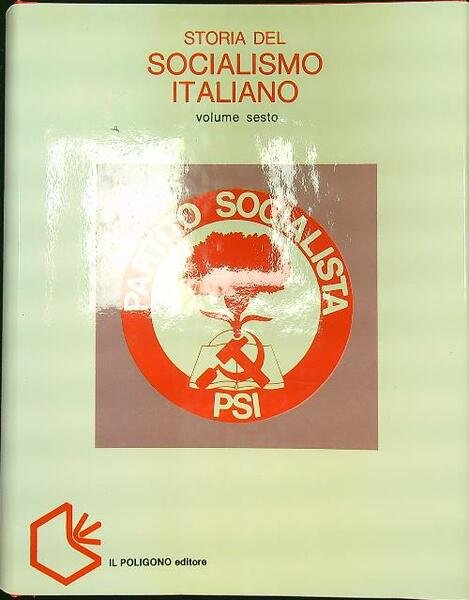 STORIA DEL
SOCIALISMO
ITALIANO
volume sesto
PARTITO SOCIALISTA
PSI
IL POLIGONO editore